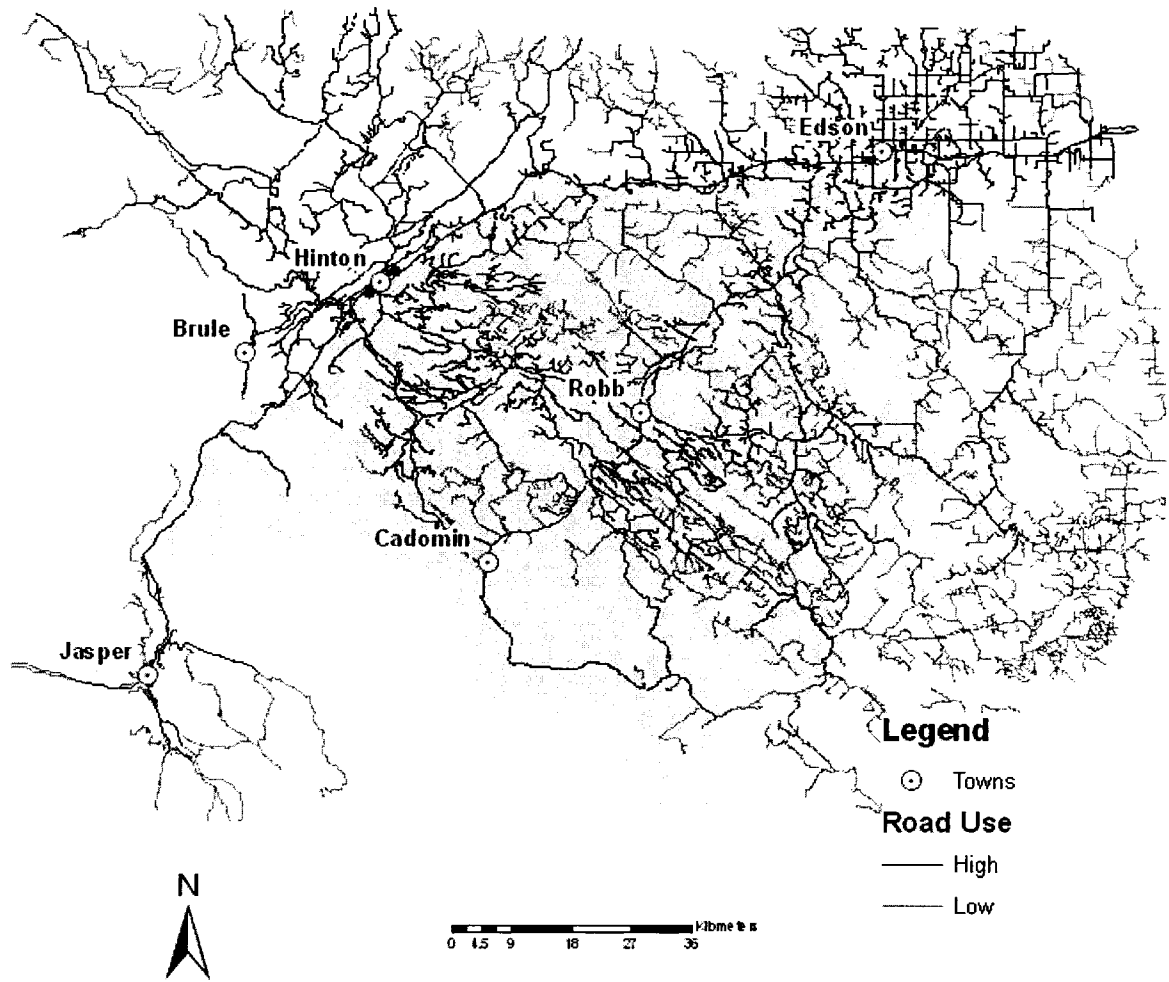 Edson
Hinton
Brule
Robb
Cadomin
Jasper
Legend
Towns
Road Use
High
Low
N
Kilometers
0 4.5 9 18 27 36